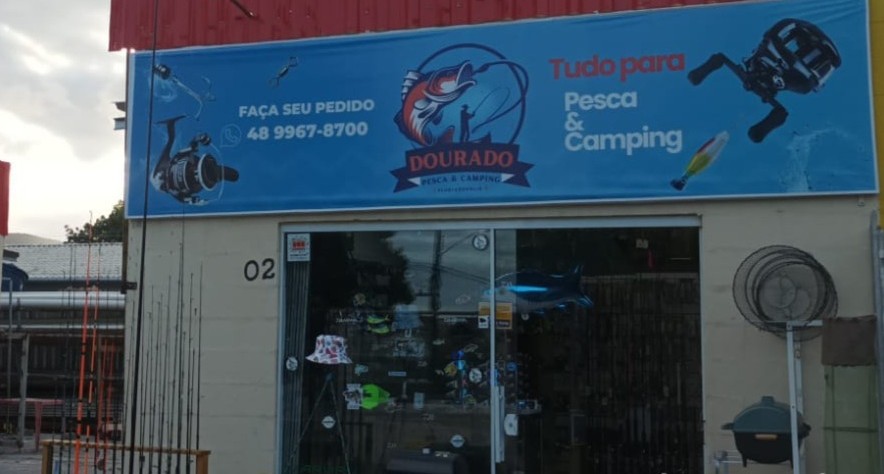 FAÇA SEU PEDIDO
48 9967-8700
DOURADO
PESCA & CAMPING
Tudo para
Pesca
&
Camping
02